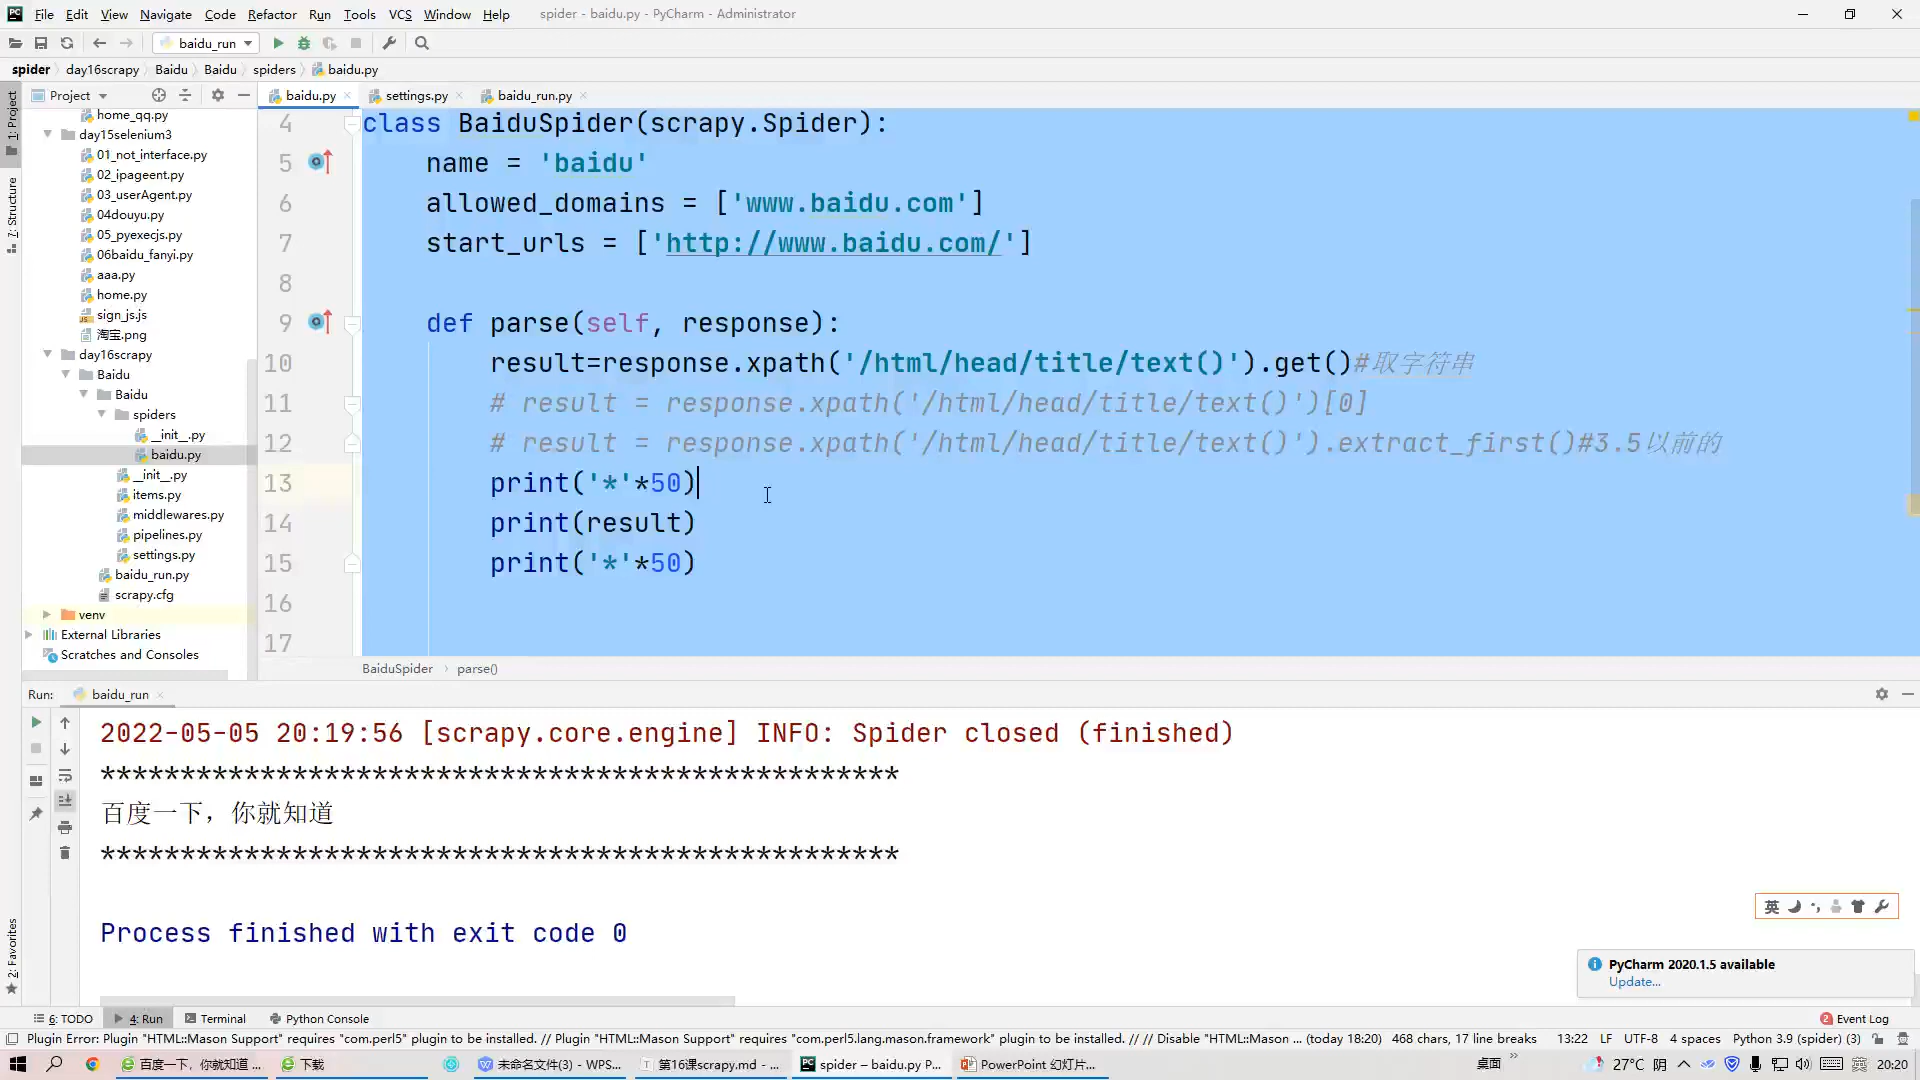 File Edit View Navigate Code Refactor Run Tools VCS Window Help spider - baidu.py - PyCharm - Administrator
baidu_run
spider day16scrapy Baidu Baidu spiders baidu.py
Project
baidu.py settings.py baidu_run.py
1: Project
7: Structure
2: Favorites
home_qq.py
day15selenium3
01_not_interface.py
02_ipageent.py
03_userAgent.py
04douyu.py
05_pyexecjs.py
06baidu_fanyi.py
aaa.py
home.py
sign_js.js
淘宝.png
day16scrapy
Baidu
Baidu
spiders
__init__.py
baidu.py
__init__.py
items.py
middlewares.py
pipelines.py
settings.py
baidu_run.py
scrapy.cfg
venv
External Libraries
Scratches and Consoles
4 class BaiduSpider(scrapy.Spider):
5 name = 'baidu'
6 allowed_domains = ['www.baidu.com']
7 start_urls = ['http://www.baidu.com/']
8
9 def parse(self, response):
10 result=response.xpath('/html/head/title/text()').get()#取字符串
11 # result = response.xpath('/html/head/title/text()')[0]
12 # result = response.xpath('/html/head/title/text()').extract_first()#3.5以前的
13 print('*'*50)
14 print(result)
15 print('*'*50)
16
17
BaiduSpider parse()
Run: baidu_run
2022-05-05 20:19:56 [scrapy.core.engine] INFO: Spider closed (finished)
**************************************************
百度一下，你就知道
**************************************************
Process finished with exit code 0
英
PyCharm 2020.1.5 available
Update...
6: TODO 4: Run Terminal Python Console 2 Event Log
Plugin Error: Plugin "HTML::Mason Support" requires "com.perl5" plugin to be installed. // Plugin "HTML::Mason Support" requires "com.perl5.lang.mason.framework" plugin to be installed. // // Disable "HTML::Mason ... (today 18:20) 468 chars, 17 line breaks 13:22 LF UTF-8 4 spaces Python 3.9 (spider) (3)
百度一下，你就知道 ... 下载 未命名文件(3) - WPS... 第16课scrapy.md - ... spider – baidu.py P... PowerPoint 幻灯片... 桌面 27°C 阴 英 20:20